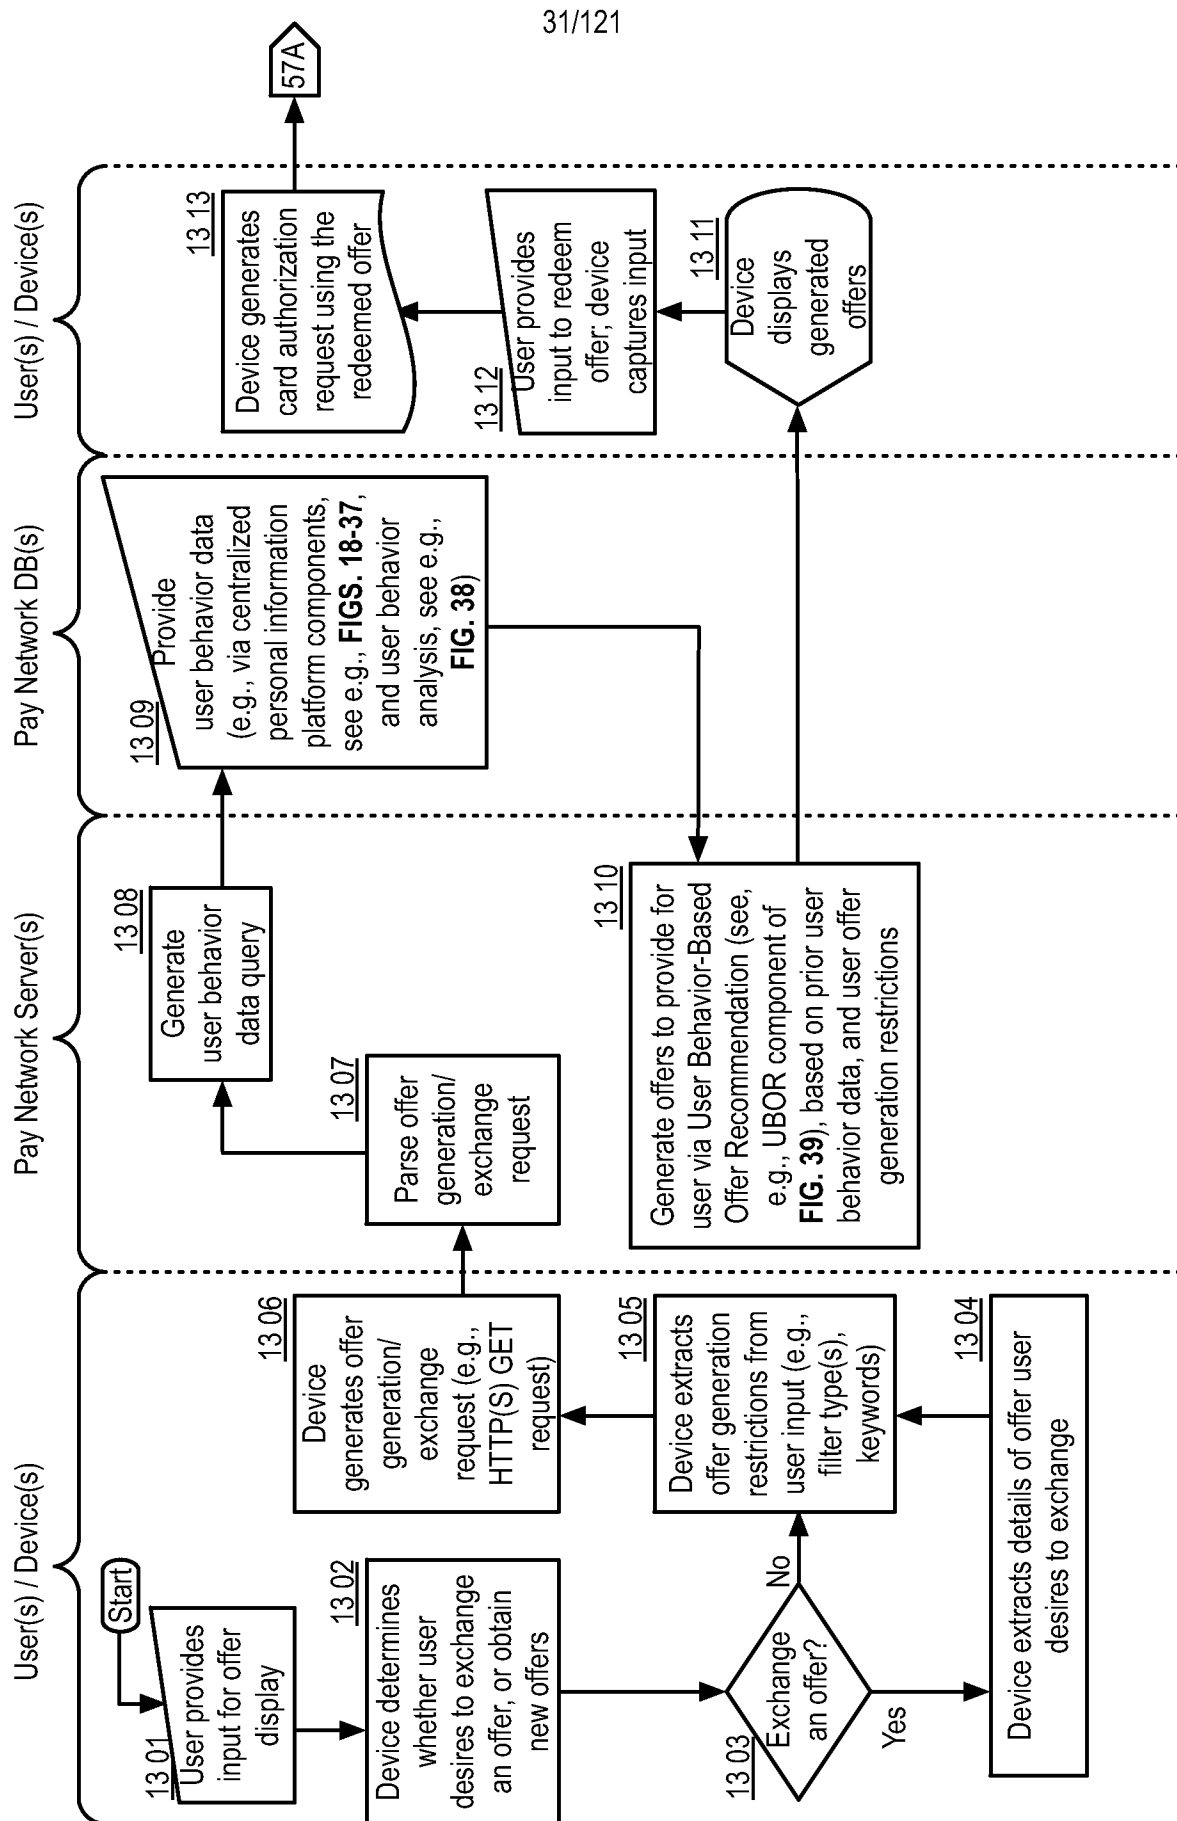 31/121
User(s) / Device(s)
Pay Network Server(s)
Pay Network DB(s)
User(s) / Device(s)
Start
13 01
User provides
input for offer
display
13 02
Device determines
whether user
desires to exchange
an offer, or obtain
new offers
13 03
Exchange
an offer?
No
Yes
13 04
Device extracts details of offer user
desires to exchange
13 05
Device extracts
offer generation
restrictions from
user input (e.g.,
filter type(s),
keywords)
13 06
Device
generates offer
generation/
exchange
request (e.g.,
HTTP(S) GET
request)
13 07
Parse offer
generation/
exchange
request
13 08
Generate
user behavior
data query
13 09
Provide
user behavior data
(e.g., via centralized
personal information
platform components,
see e.g., FIGS. 18-37,
and user behavior
analysis, see e.g.,
FIG. 38)
13 10
Generate offers to provide for
user via User Behavior-Based
Offer Recommendation (see,
e.g., UBOR component of
FIG. 39), based on prior user
behavior data, and user offer
generation restrictions
13 11
Device
displays
generated
offers
13 12
User provides
input to redeem
offer; device
captures input
13 13
Device generates
card authorization
request using the
redeemed offer
57A